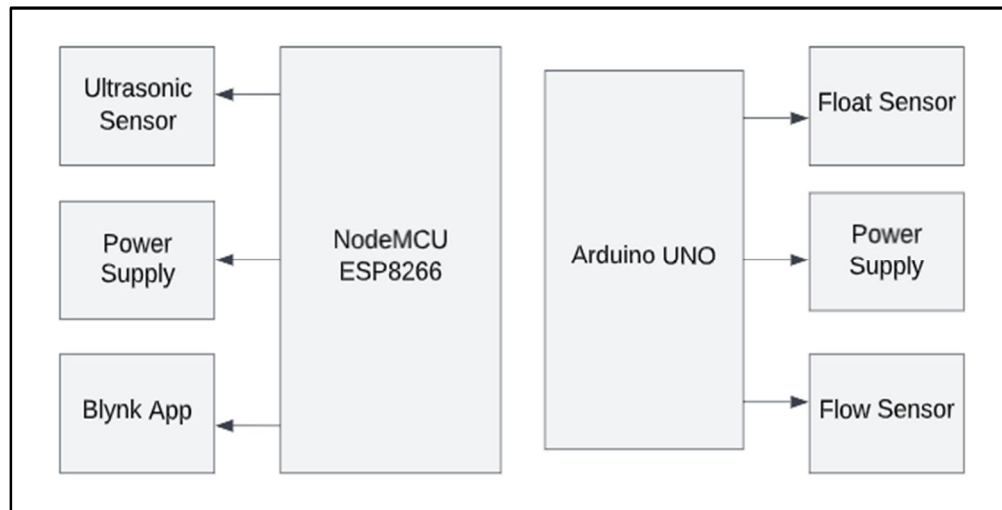 Ultrasonic
Sensor
Power
Supply
Blynk App
NodeMCU
ESP8266
Arduino UNO
Float Sensor
Power
Supply
Flow Sensor